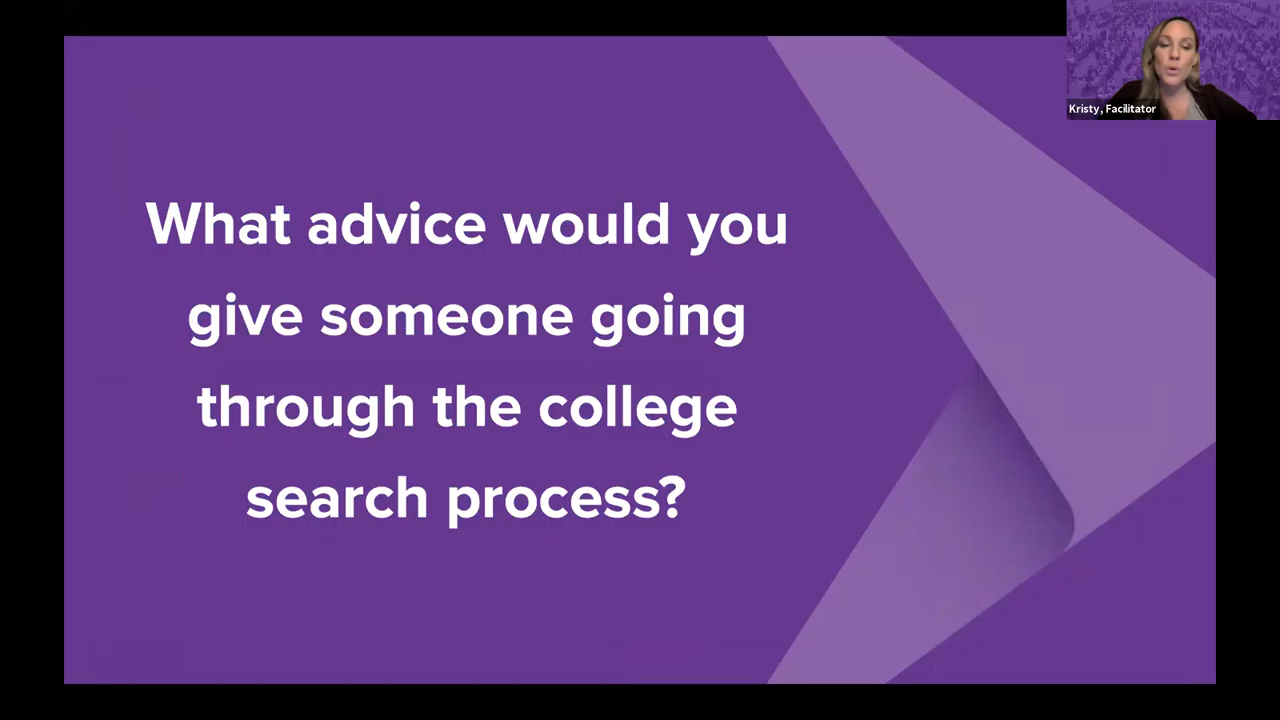 Kristy, Facilitator
What advice would you
give someone going
through the college
search process?